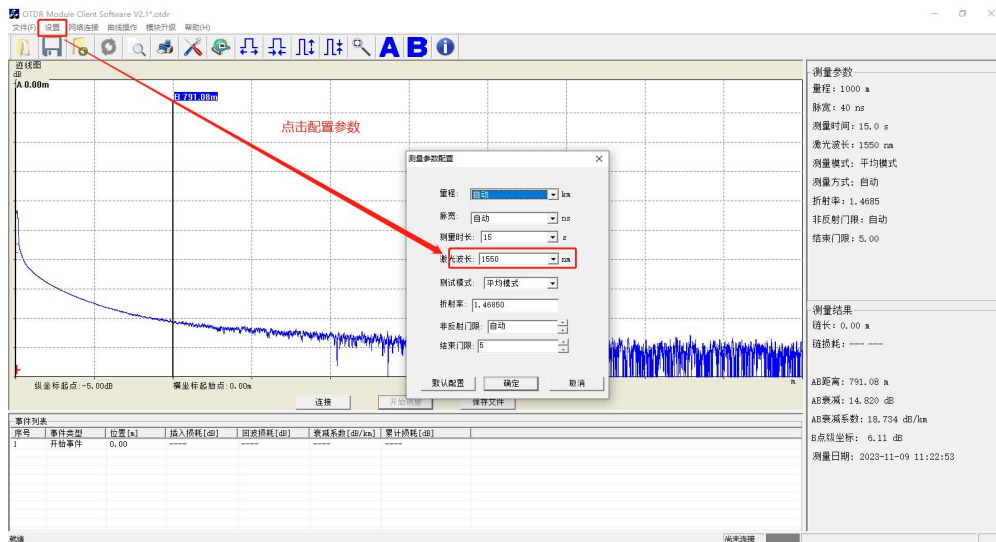 OTDR Module Client Software V2.1*.otdr
文件(F) 设置 网络连接 曲线操作 模块升级 帮助(H)
A B
迹线图
dB
A 0.00m
B 791.08m
点击配置参数
测量参数配置
量程: 自动 km
脉宽: 自动 ns
测量时长: 15 s
激光波长: 1550 nm
测试模式: 平均模式
折射率: 1.46850
非反射门限: 自动
结束门限: 5
默认配置 确定 取消
纵坐标起点:-5.00dB 横坐标起始点:0.00m m
连接 开始测量 保存文件
事件列表
序号 事件类型 位置[m] 插入损耗[dB] 回波损耗[dB] 衰减系数[dB/km] 累计损耗[dB]
1 开始事件 0.00 ---- ---- ---- ----
测量参数
量程: 1000 m
脉宽: 40 ns
测量时间: 15.0 s
激光波长: 1550 nm
测量模式: 平均模式
测量方式: 自动
折射率: 1.4685
非反射门限: 自动
结束门限: 5.00
测量结果
链长: 0.00 m
链损耗: --- ---
AB距离: 791.08 m
AB衰减: 14.820 dB
AB衰减系数: 18.734 dB/km
B点纵坐标: 6.11 dB
测量日期: 2023-11-09 11:22:53
就绪 尚未连接